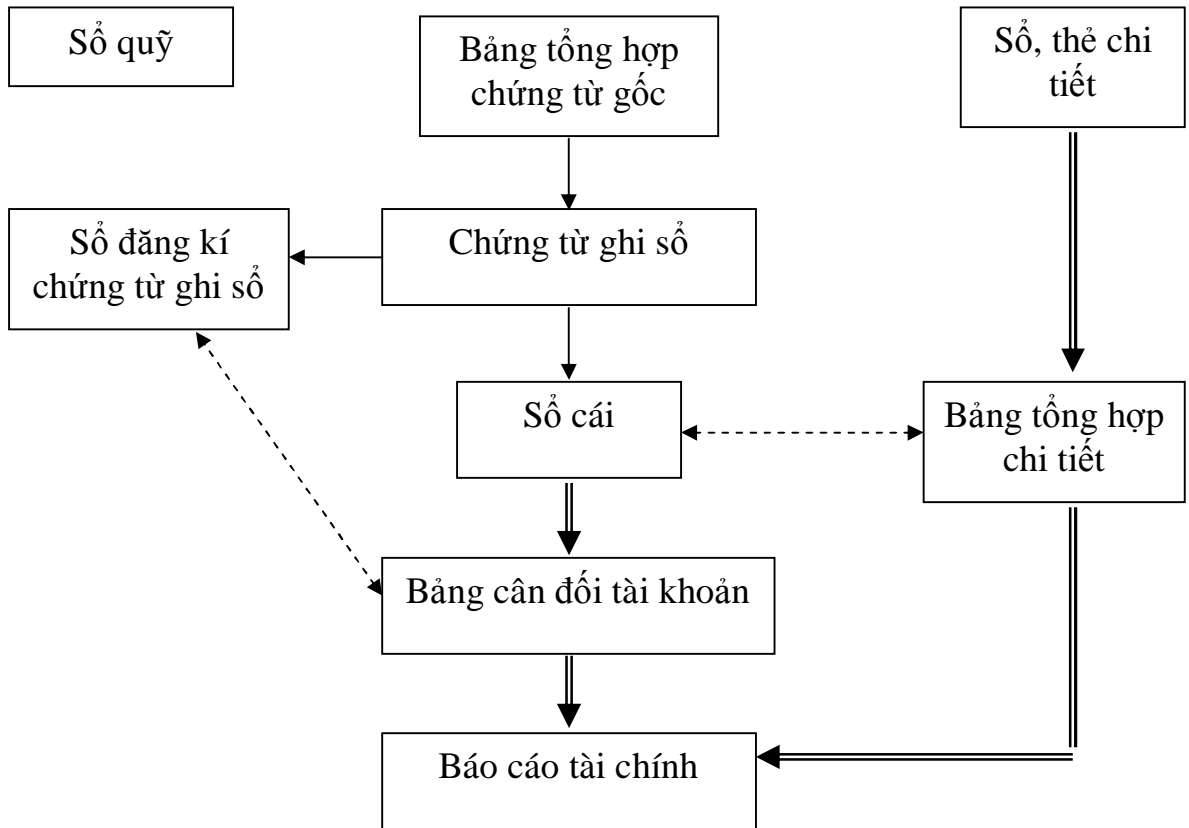 Sổ quỹ
Bảng tổng hợp
chứng từ gốc
Sổ, thẻ chi
tiết
Sổ đăng kí
chứng từ ghi sổ
Chứng từ ghi sổ
Sổ cái
Bảng tổng hợp
chi tiết
Bảng cân đối tài khoản
Báo cáo tài chính